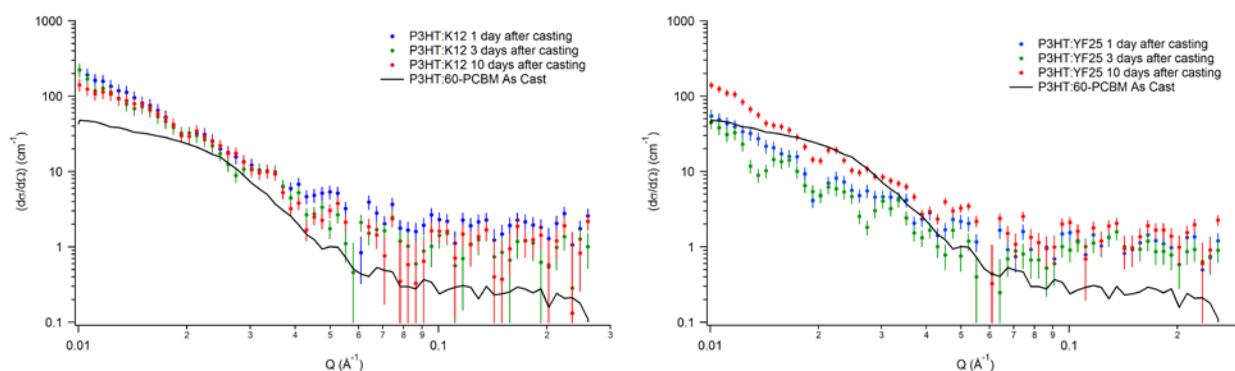 1000
100
10
1
0.1
(dσ/dΩ) (cm⁻¹)
P3HT:K12 1 day after casting
P3HT:K12 3 days after casting
P3HT:K12 10 days after casting
P3HT:60-PCBM As Cast
0.01
2
3
4
5
6
7
8
9
0.1
2
Q (Å⁻¹)
1000
100
10
1
0.1
(dσ/dΩ) (cm⁻¹)
P3HT:YF25 1 day after casting
P3HT:YF25 3 days after casting
P3HT:YF25 10 days after casting
P3HT:60-PCBM As Cast
0.01
2
3
4
5
6
7
8
9
0.1
2
Q (Å⁻¹)